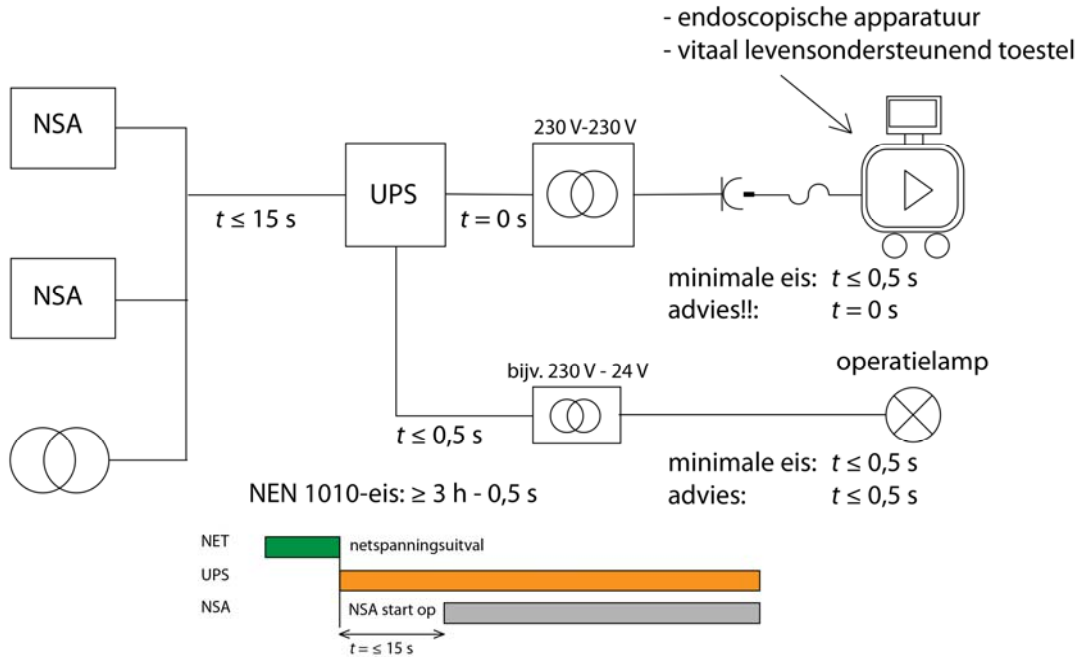 - endoscopische apparatuur
- vitaal levensondersteunend toestel
NSA
230 V-230 V
UPS
t ≤ 15 s
t = 0 s
NSA
minimale eis: t ≤ 0,5 s
advies!!: t = 0 s
operatielamp
bijv. 230 V - 24 V
t ≤ 0,5 s
minimale eis: t ≤ 0,5 s
advies: t ≤ 0,5 s
NEN 1010-eis: ≥ 3 h - 0,5 s
NET
netspanningsuitval
UPS
NSA
NSA start op
t = ≤ 15 s